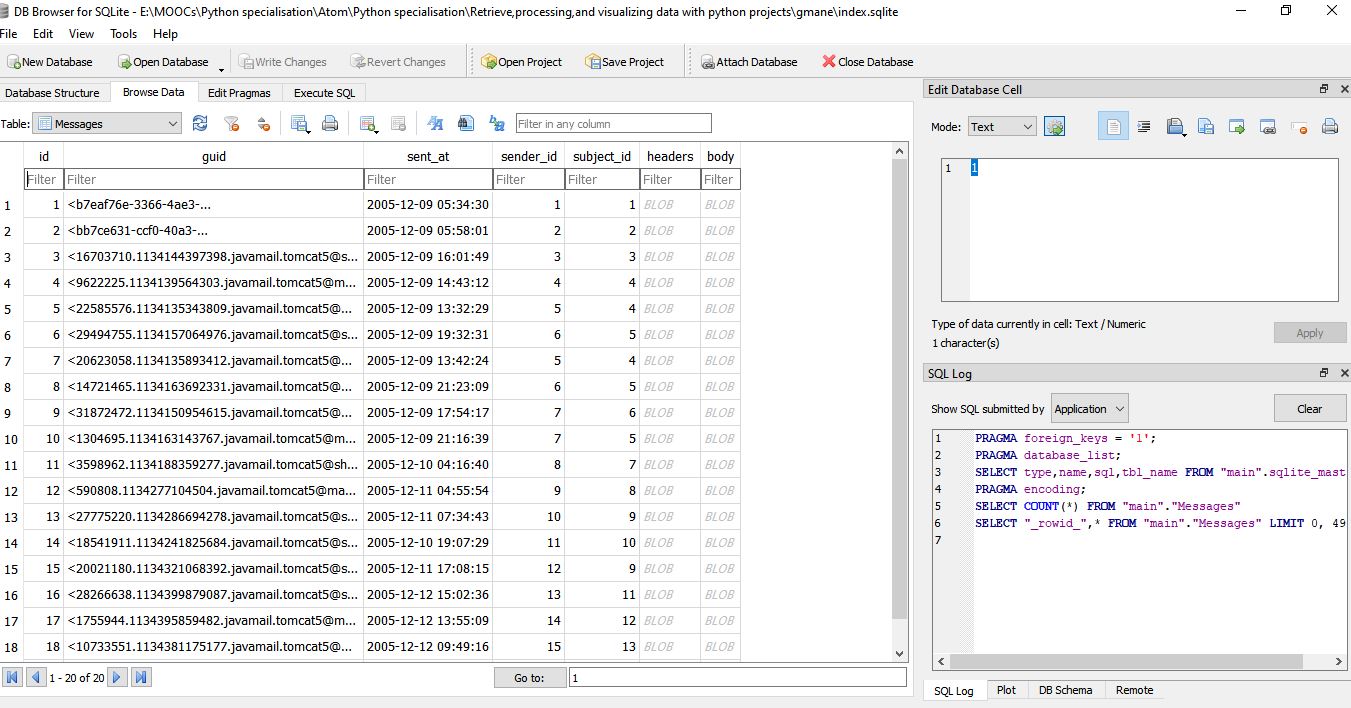 DB Browser for SQLite - E:\MOOCs\Python specialisation\Atom\Python specialisation\Retrieve,processing,and visualizing data with python projects\gmane\index.sqlite
File Edit View Tools Help
New Database Open Database Write Changes Revert Changes Open Project Save Project Attach Database Close Database
Database Structure Browse Data Edit Pragmas Execute SQL
Table: Messages Filter in any column
id guid sent_at sender_id subject_id headers body
Filter Filter Filter Filter Filter Filter Filter
1 1 <b7eaf76e-3366-4ae3-... 2005-12-09 05:34:30 1 1 BLOB BLOB
2 2 <bb7ce631-ccf0-40a3-... 2005-12-09 05:58:01 2 2 BLOB BLOB
3 3 <16703710.1134144397398.javamail.tomcat5@s... 2005-12-09 16:01:49 3 3 BLOB BLOB
4 4 <9622225.1134139564303.javamail.tomcat5@m... 2005-12-09 14:43:12 4 4 BLOB BLOB
5 5 <22585576.1134135343809.javamail.tomcat5@... 2005-12-09 13:32:29 5 4 BLOB BLOB
6 6 <29494755.1134157064976.javamail.tomcat5@... 2005-12-09 19:32:31 6 5 BLOB BLOB
7 7 <20623058.1134135893412.javamail.tomcat5@... 2005-12-09 13:42:24 5 4 BLOB BLOB
8 8 <14721465.1134163692331.javamail.tomcat5@... 2005-12-09 21:23:09 6 5 BLOB BLOB
9 9 <31872472.1134150954615.javamail.tomcat5@... 2005-12-09 17:54:17 7 6 BLOB BLOB
10 10 <1304695.1134163143767.javamail.tomcat5@m... 2005-12-09 21:16:39 7 5 BLOB BLOB
11 11 <3598962.1134188359277.javamail.tomcat5@sh... 2005-12-10 04:16:40 8 7 BLOB BLOB
12 12 <590808.1134277104504.javamail.tomcat5@ma... 2005-12-11 04:55:54 9 8 BLOB BLOB
13 13 <27775220.1134286694278.javamail.tomcat5@... 2005-12-11 07:34:43 10 9 BLOB BLOB
14 14 <18541911.1134241825684.javamail.tomcat5@... 2005-12-10 19:07:29 11 10 BLOB BLOB
15 15 <20021180.1134321068392.javamail.tomcat5@... 2005-12-11 17:08:15 12 9 BLOB BLOB
16 16 <28266638.1134399879087.javamail.tomcat5@s... 2005-12-12 15:02:36 13 11 BLOB BLOB
17 17 <1755944.1134395859482.javamail.tomcat5@m... 2005-12-12 13:55:09 14 12 BLOB BLOB
18 18 <10733551.1134381175177.javamail.tomcat5@... 2005-12-12 09:49:16 15 13 BLOB BLOB
1 - 20 of 20 Go to: 1
Edit Database Cell
Mode: Text
1 1
Type of data currently in cell: Text / Numeric
1 character(s)
Apply
SQL Log
Show SQL submitted by Application Clear
1 PRAGMA foreign_keys = '1';
2 PRAGMA database_list;
3 SELECT type,name,sql,tbl_name FROM "main".sqlite_mast
4 PRAGMA encoding;
5 SELECT COUNT(*) FROM "main"."Messages"
6 SELECT "_rowid_",* FROM "main"."Messages" LIMIT 0, 49
7
SQL Log Plot DB Schema Remote